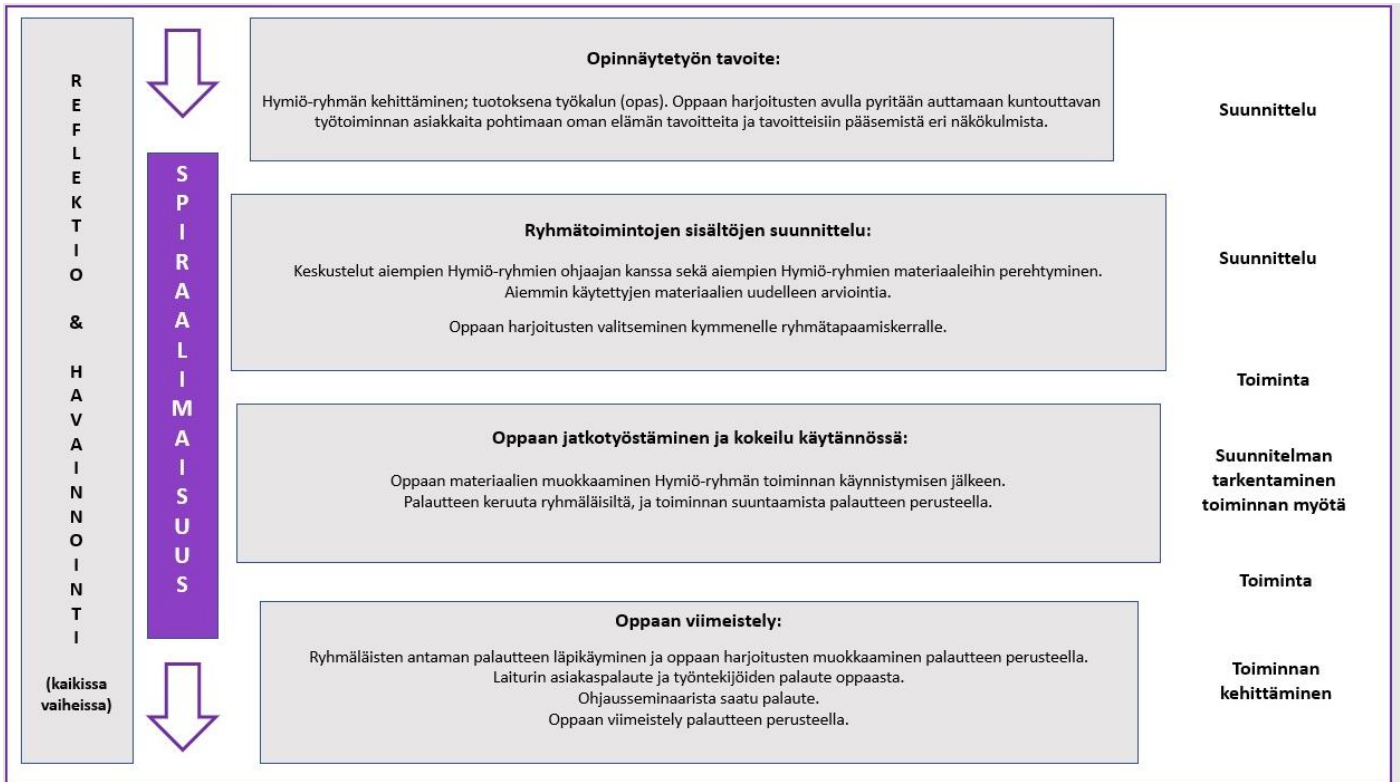 REFLEKTIO & HAVAINNOINTI
(kaikissa
vaiheissa)
SPIRAALIMAISUUS
Opinnäytetyön tavoite:
Hymiö-ryhmän kehittäminen; tuotoksena työkalun (opas). Oppaan harjoitusten avulla pyritään auttamaan kuntouttavan
työtoiminnan asiakkaita pohtimaan oman elämän tavoitteita ja tavoitteisiin pääsemistä eri näkökulmista.
Suunnittelu
Ryhmätoimintojen sisältöjen suunnittelu:
Keskustelut aiempien Hymiö-ryhmien ohjaajan kanssa sekä aiempien Hymiö-ryhmien materiaaleihin perehtyminen.
Aiemmin käytettyjen materiaalien uudelleen arviointia.
Oppaan harjoitusten valitseminen kymmenelle ryhmätapaamiskerralle.
Suunnittelu
Toiminta
Oppaan jatkotyöstäminen ja kokeilu käytännössä:
Oppaan materiaalien muokkaaminen Hymiö-ryhmän toiminnan käynnistymisen jälkeen.
Palautteen keruuta ryhmäläisiltä, ja toiminnan suuntaamista palautteen perusteella.
Suunnitelman
tarkentaminen
toiminnan myötä
Toiminta
Oppaan viimeistely:
Ryhmäläisten antaman palautteen läpikäyminen ja oppaan harjoitusten muokkaaminen palautteen perusteella.
Laiturin asiakaspalaute ja työntekijöiden palaute oppaasta.
Ohjausseminaarista saatu palaute.
Oppaan viimeistely palautteen perusteella.
Toiminnan
kehittäminen